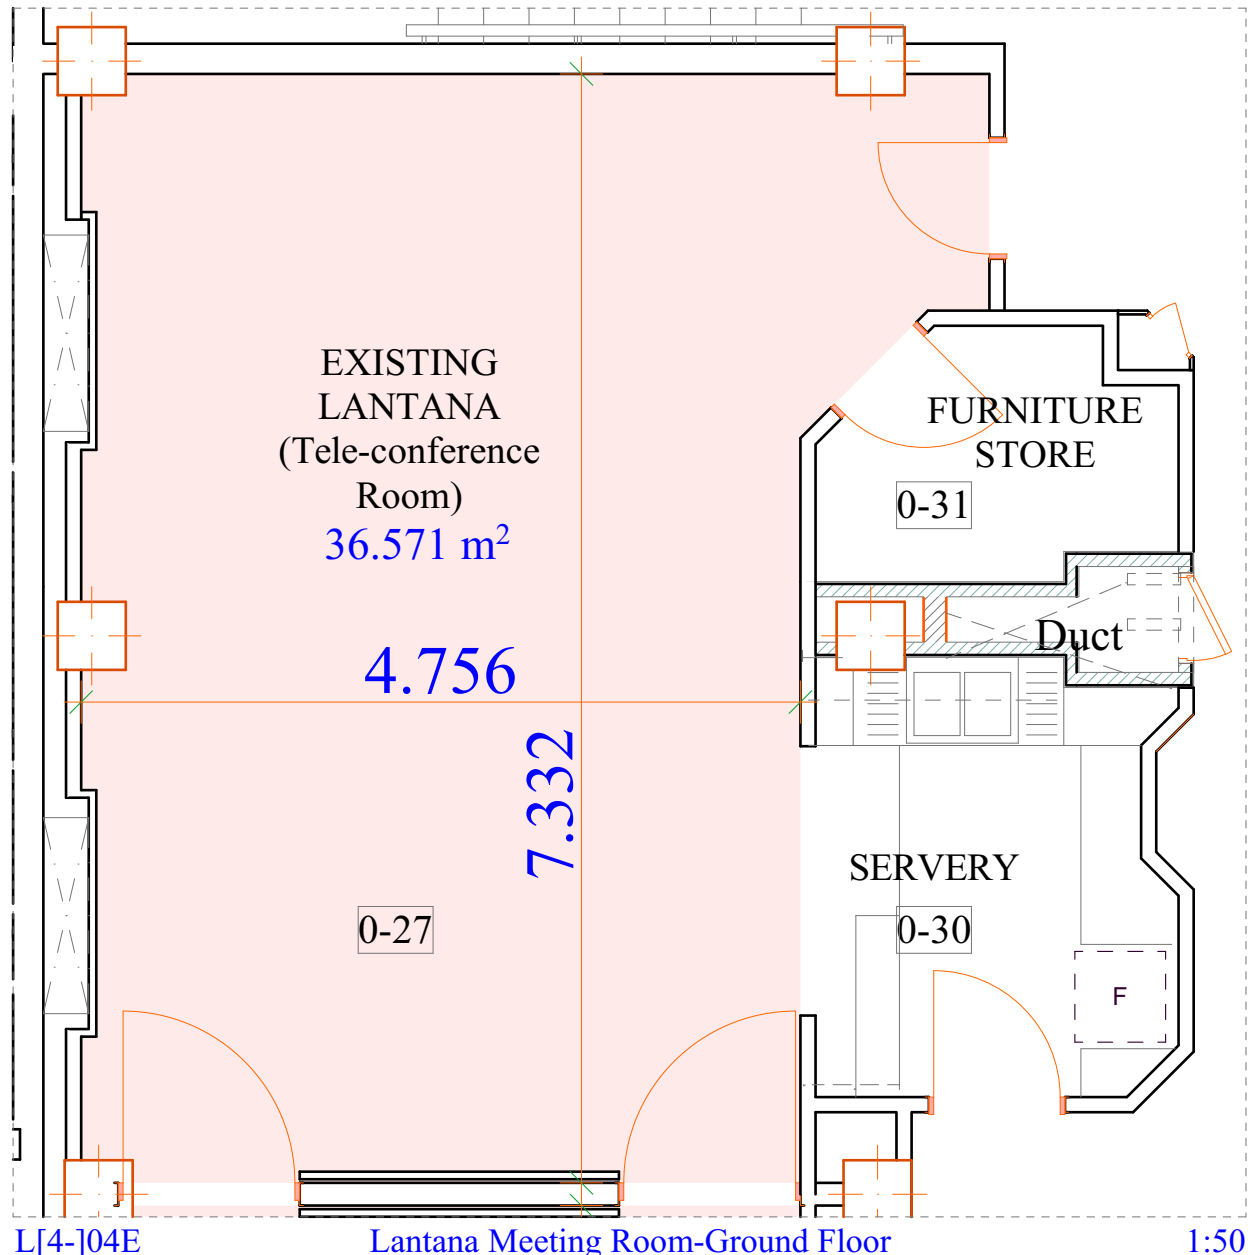 EXISTING
LANTANA
(Tele-conference
Room)
36.571 m²
FURNITURE
STORE
0-31
Duct
4.756
7.332
SERVERY
0-27
0-30
F
L[4-]04E
Lantana Meeting Room-Ground Floor
1:50